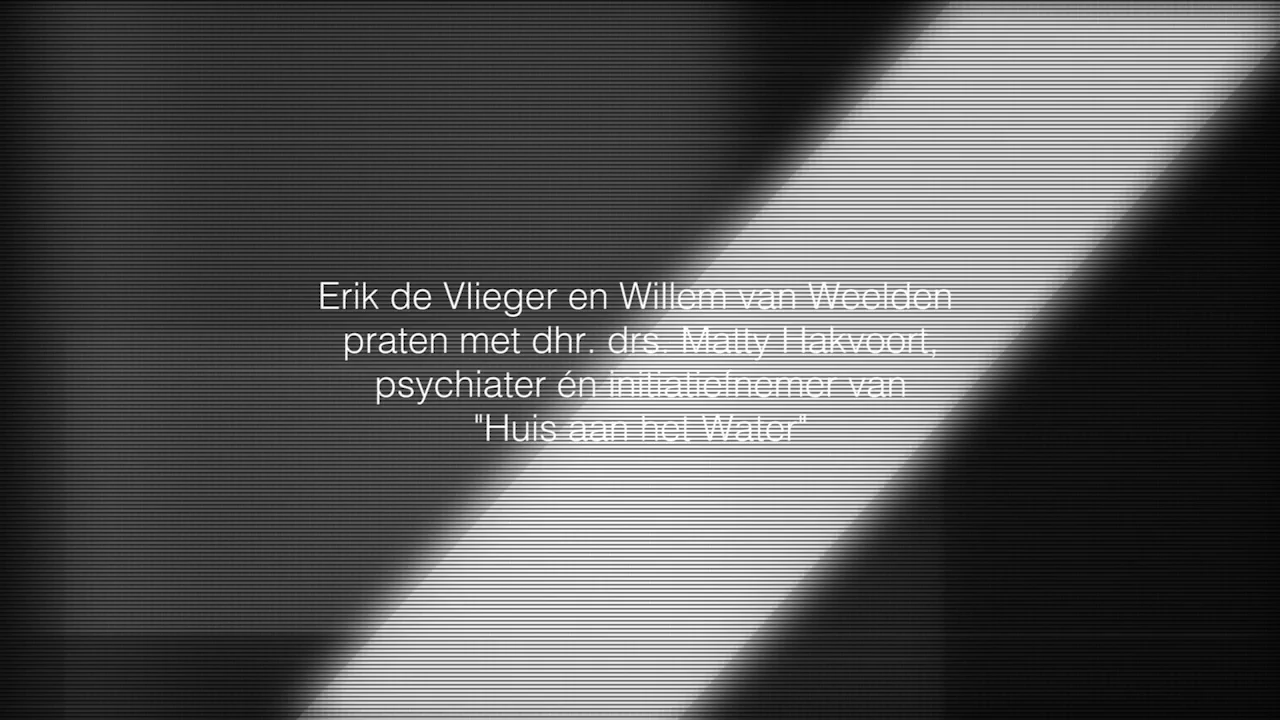 Erik de Vlieger en Willem van Weelden
praten met dhr. drs. Matty Hakvoort,
psychiater én initiatiefnemer van
"Huis aan het Water"